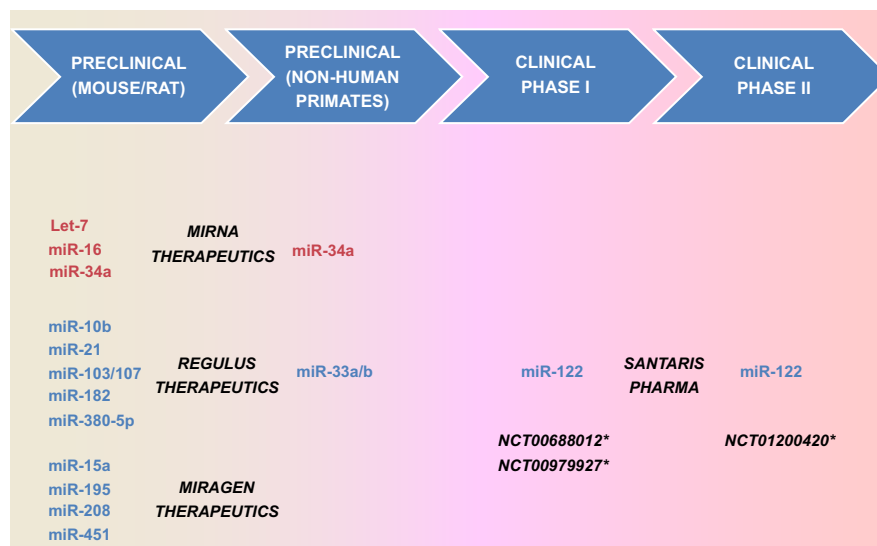 PRECLINICAL
(MOUSE/RAT)
PRECLINICAL
(NON-HUMAN
PRIMATES)
CLINICAL
PHASE I
CLINICAL
PHASE II
Let-7
miR-16
miR-34a
MIRNA
THERAPEUTICS
miR-34a
miR-10b
miR-21
miR-103/107
miR-182
miR-380-5p
REGULUS
THERAPEUTICS
miR-33a/b
miR-122
SANTARIS
PHARMA
miR-122
NCT00688012*
NCT00979927*
NCT01200420*
miR-15a
miR-195
miR-208
miR-451
MIRAGEN
THERAPEUTICS